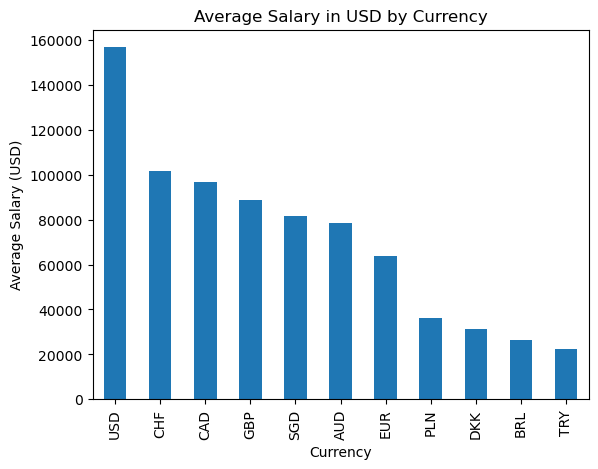 Average Salary in USD by Currency
Average Salary (USD)
160000
140000
120000
100000
80000
60000
40000
20000
0
USD
CHF
CAD
GBP
SGD
AUD
EUR
PLN
DKK
BRL
TRY
Currency